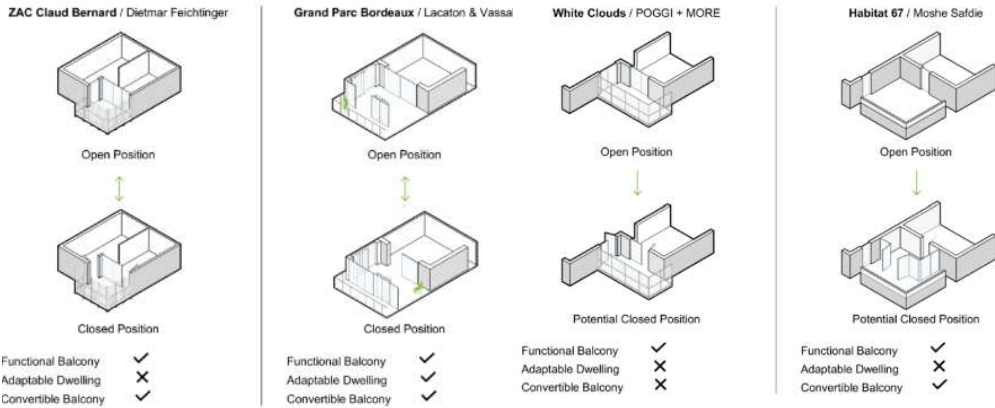 ZAC Claud Bernard / Dietmar Feichtinger
Open Position
Closed Position
Functional Balcony ✓
Adaptable Dwelling ✕
Convertible Balcony ✓
Grand Parc Bordeaux / Lacaton & Vassal
Open Position
Closed Position
Functional Balcony ✓
Adaptable Dwelling ✓
Convertible Balcony ✓
White Clouds / POGGI + MORE
Open Position
Potential Closed Position
Functional Balcony ✓
Adaptable Dwelling ✕
Convertible Balcony ✕
Habitat 67 / Moshe Safdie
Open Position
Potential Closed Position
Functional Balcony ✓
Adaptable Dwelling ✕
Convertible Balcony ✓